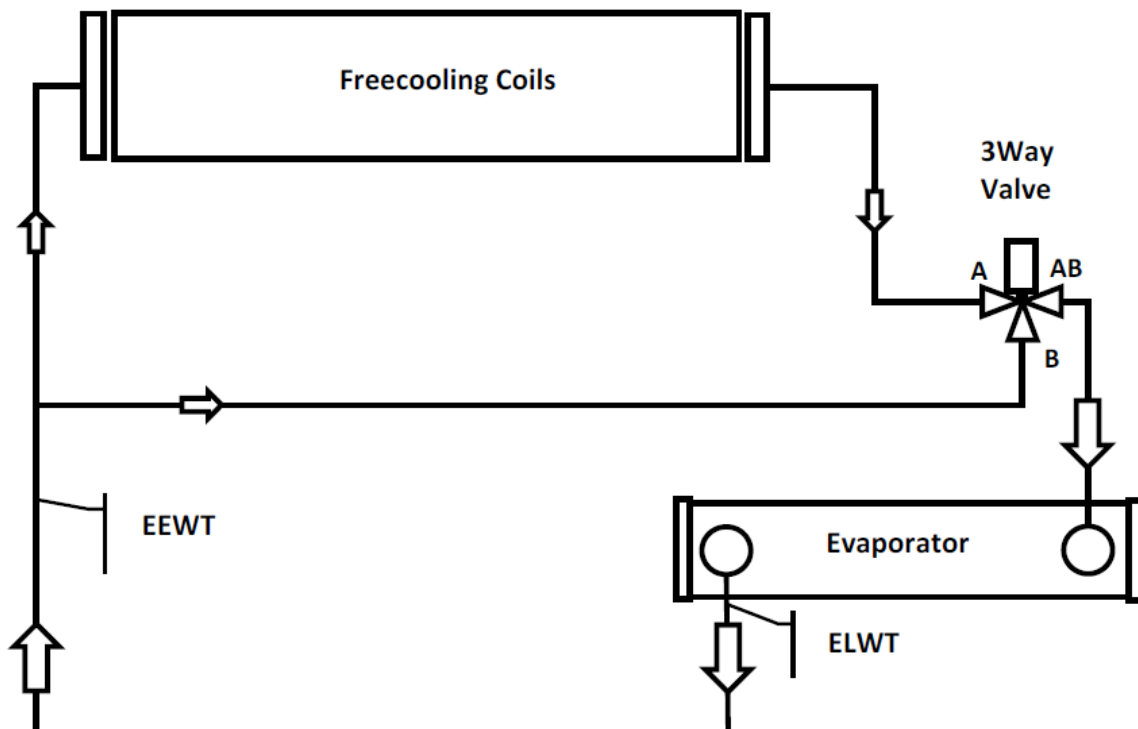 Freecooling Coils
3Way
Valve
A
AB
B
EEWT
Evaporator
ELWT